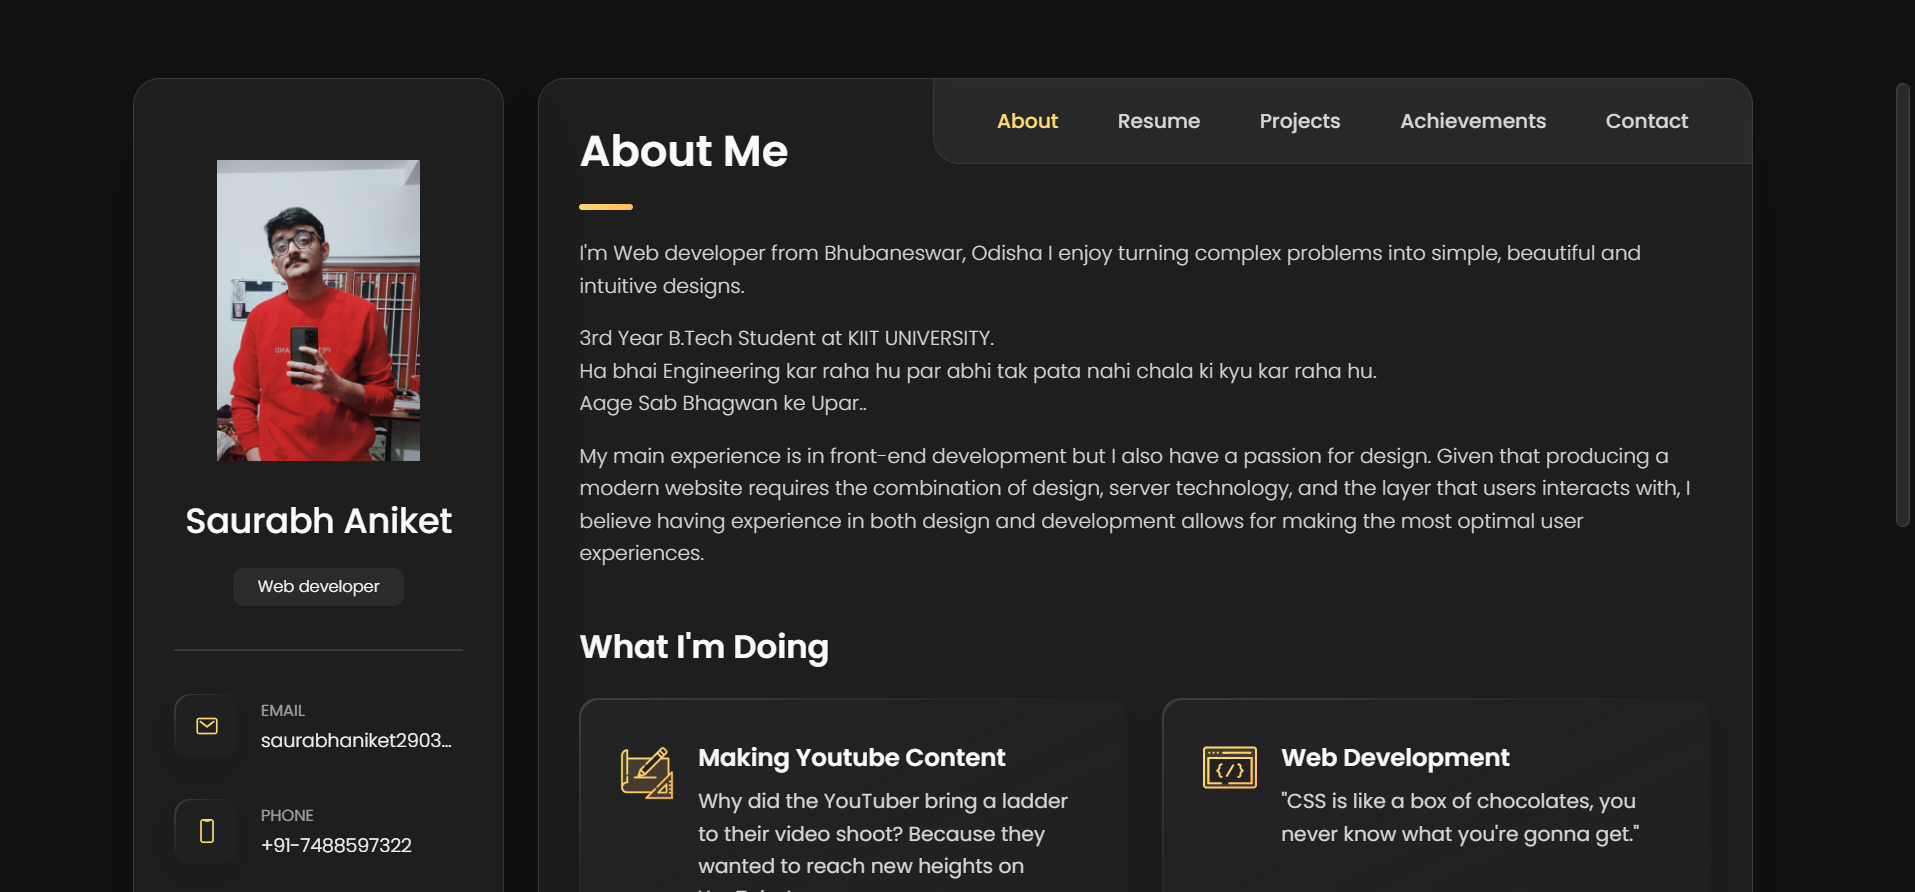 Saurabh Aniket
Web developer
EMAIL
saurabhaniket2903...
PHONE
+91-7488597322
About
Resume
Projects
Achievements
Contact
About Me
I'm Web developer from Bhubaneswar, Odisha I enjoy turning complex problems into simple, beautiful and
intuitive designs.
3rd Year B.Tech Student at KIIT UNIVERSITY.
Ha bhai Engineering kar raha hu par abhi tak pata nahi chala ki kyu kar raha hu.
Aage Sab Bhagwan ke Upar..
My main experience is in front-end development but I also have a passion for design. Given that producing a
modern website requires the combination of design, server technology, and the layer that users interacts with, I
believe having experience in both design and development allows for making the most optimal user
experiences.
What I'm Doing
Making Youtube Content
Why did the YouTuber bring a ladder
to their video shoot? Because they
wanted to reach new heights on
Web Development
"CSS is like a box of chocolates, you
never know what you're gonna get."